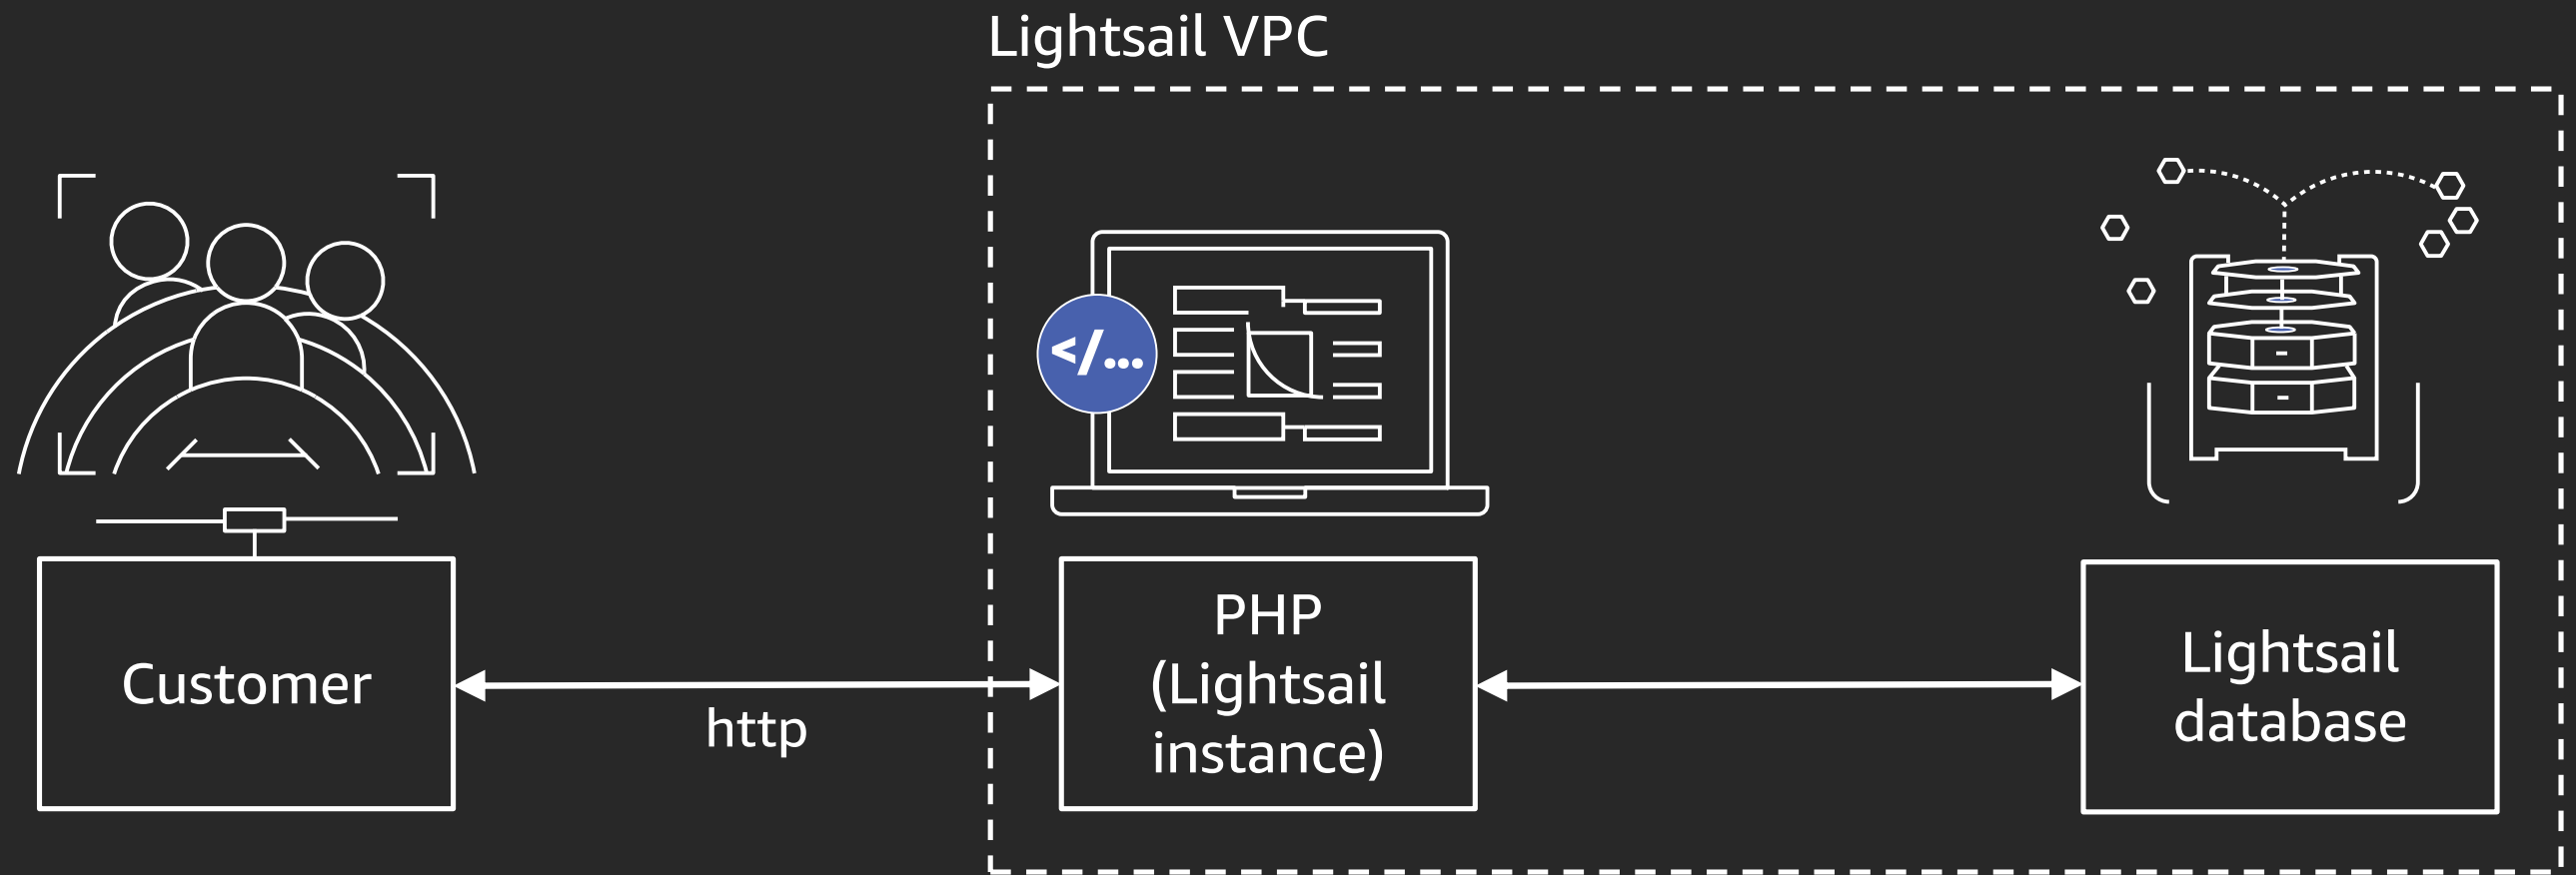 Lightsail VPC
</...
Customer
http
PHP
(Lightsail
instance)
Lightsail
database